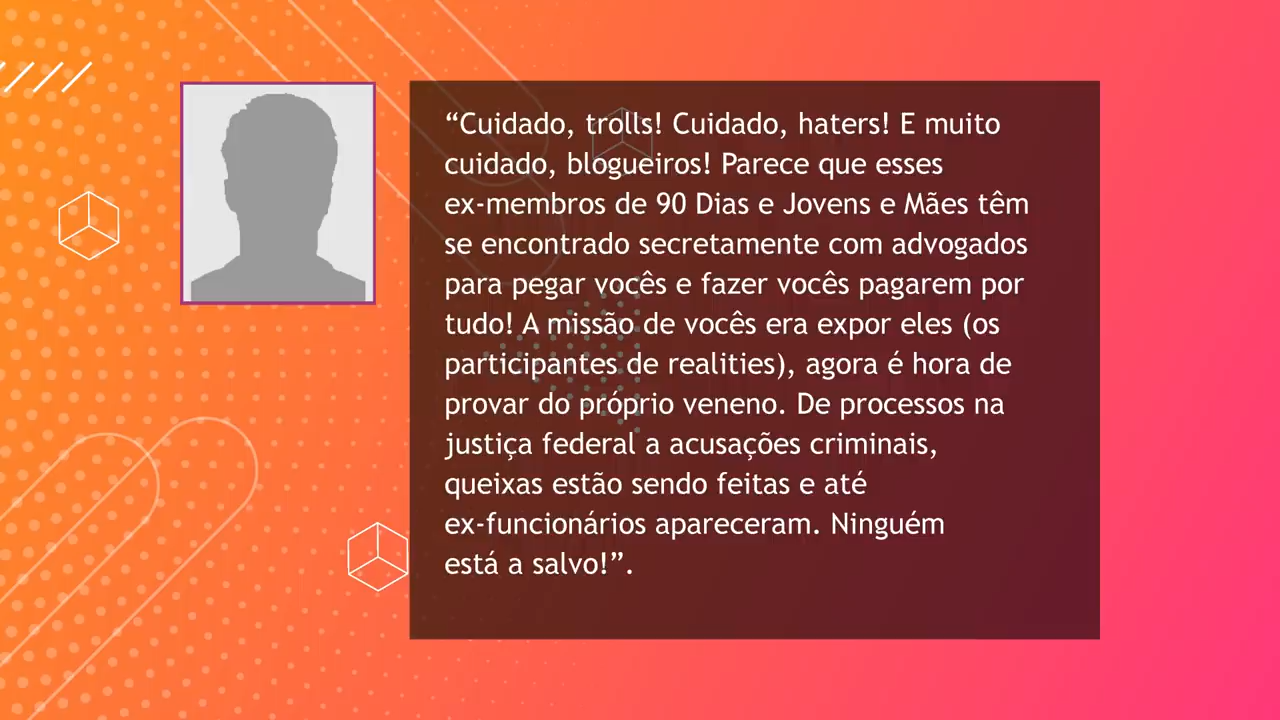 “Cuidado, trolls! Cuidado, haters! E muito
cuidado, blogueiros! Parece que esses
ex-membros de 90 Dias e Jovens e Mães têm
se encontrado secretamente com advogados
para pegar vocês e fazer vocês pagarem por
tudo! A missão de vocês era expor eles (os
participantes de realities), agora é hora de
provar do próprio veneno. De processos na
justiça federal a acusações criminais,
queixas estão sendo feitas e até
ex-funcionários apareceram. Ninguém
está a salvo!”.